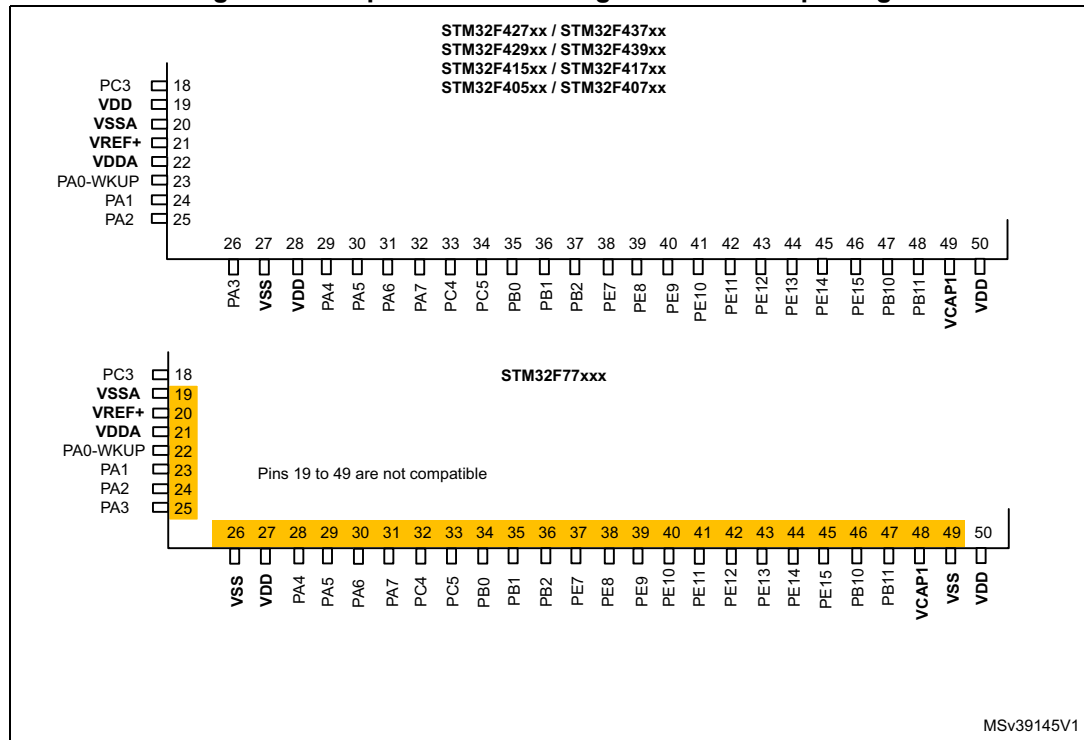 STM32F427xx / STM32F437xx
STM32F429xx / STM32F439xx
STM32F415xx / STM32F417xx
STM32F405xx / STM32F407xx
PC3 18
VDD 19
VSSA 20
VREF+ 21
VDDA 22
PA0-WKUP 23
PA1 24
PA2 25
26 27 28 29 30 31 32 33 34 35 36 37 38 39 40 41 42 43 44 45 46 47 48 49 50
PA3 VSS VDD PA4 PA5 PA6 PA7 PC4 PC5 PB0 PB1 PB2 PE7 PE8 PE9 PE10 PE11 PE12 PE13 PE14 PE15 PB10 PB11 VCAP1 VDD
STM32F77xxx
PC3 18
VSSA 19
VREF+ 20
VDDA 21
PA0-WKUP 22
PA1 23
PA2 24
PA3 25
Pins 19 to 49 are not compatible
26 27 28 29 30 31 32 33 34 35 36 37 38 39 40 41 42 43 44 45 46 47 48 49 50
VSS VDD PA4 PA5 PA6 PA7 PC4 PC5 PB0 PB1 PB2 PE7 PE8 PE9 PE10 PE11 PE12 PE13 PE14 PE15 PB10 PB11 VCAP1 VSS VDD
MSv39145V1